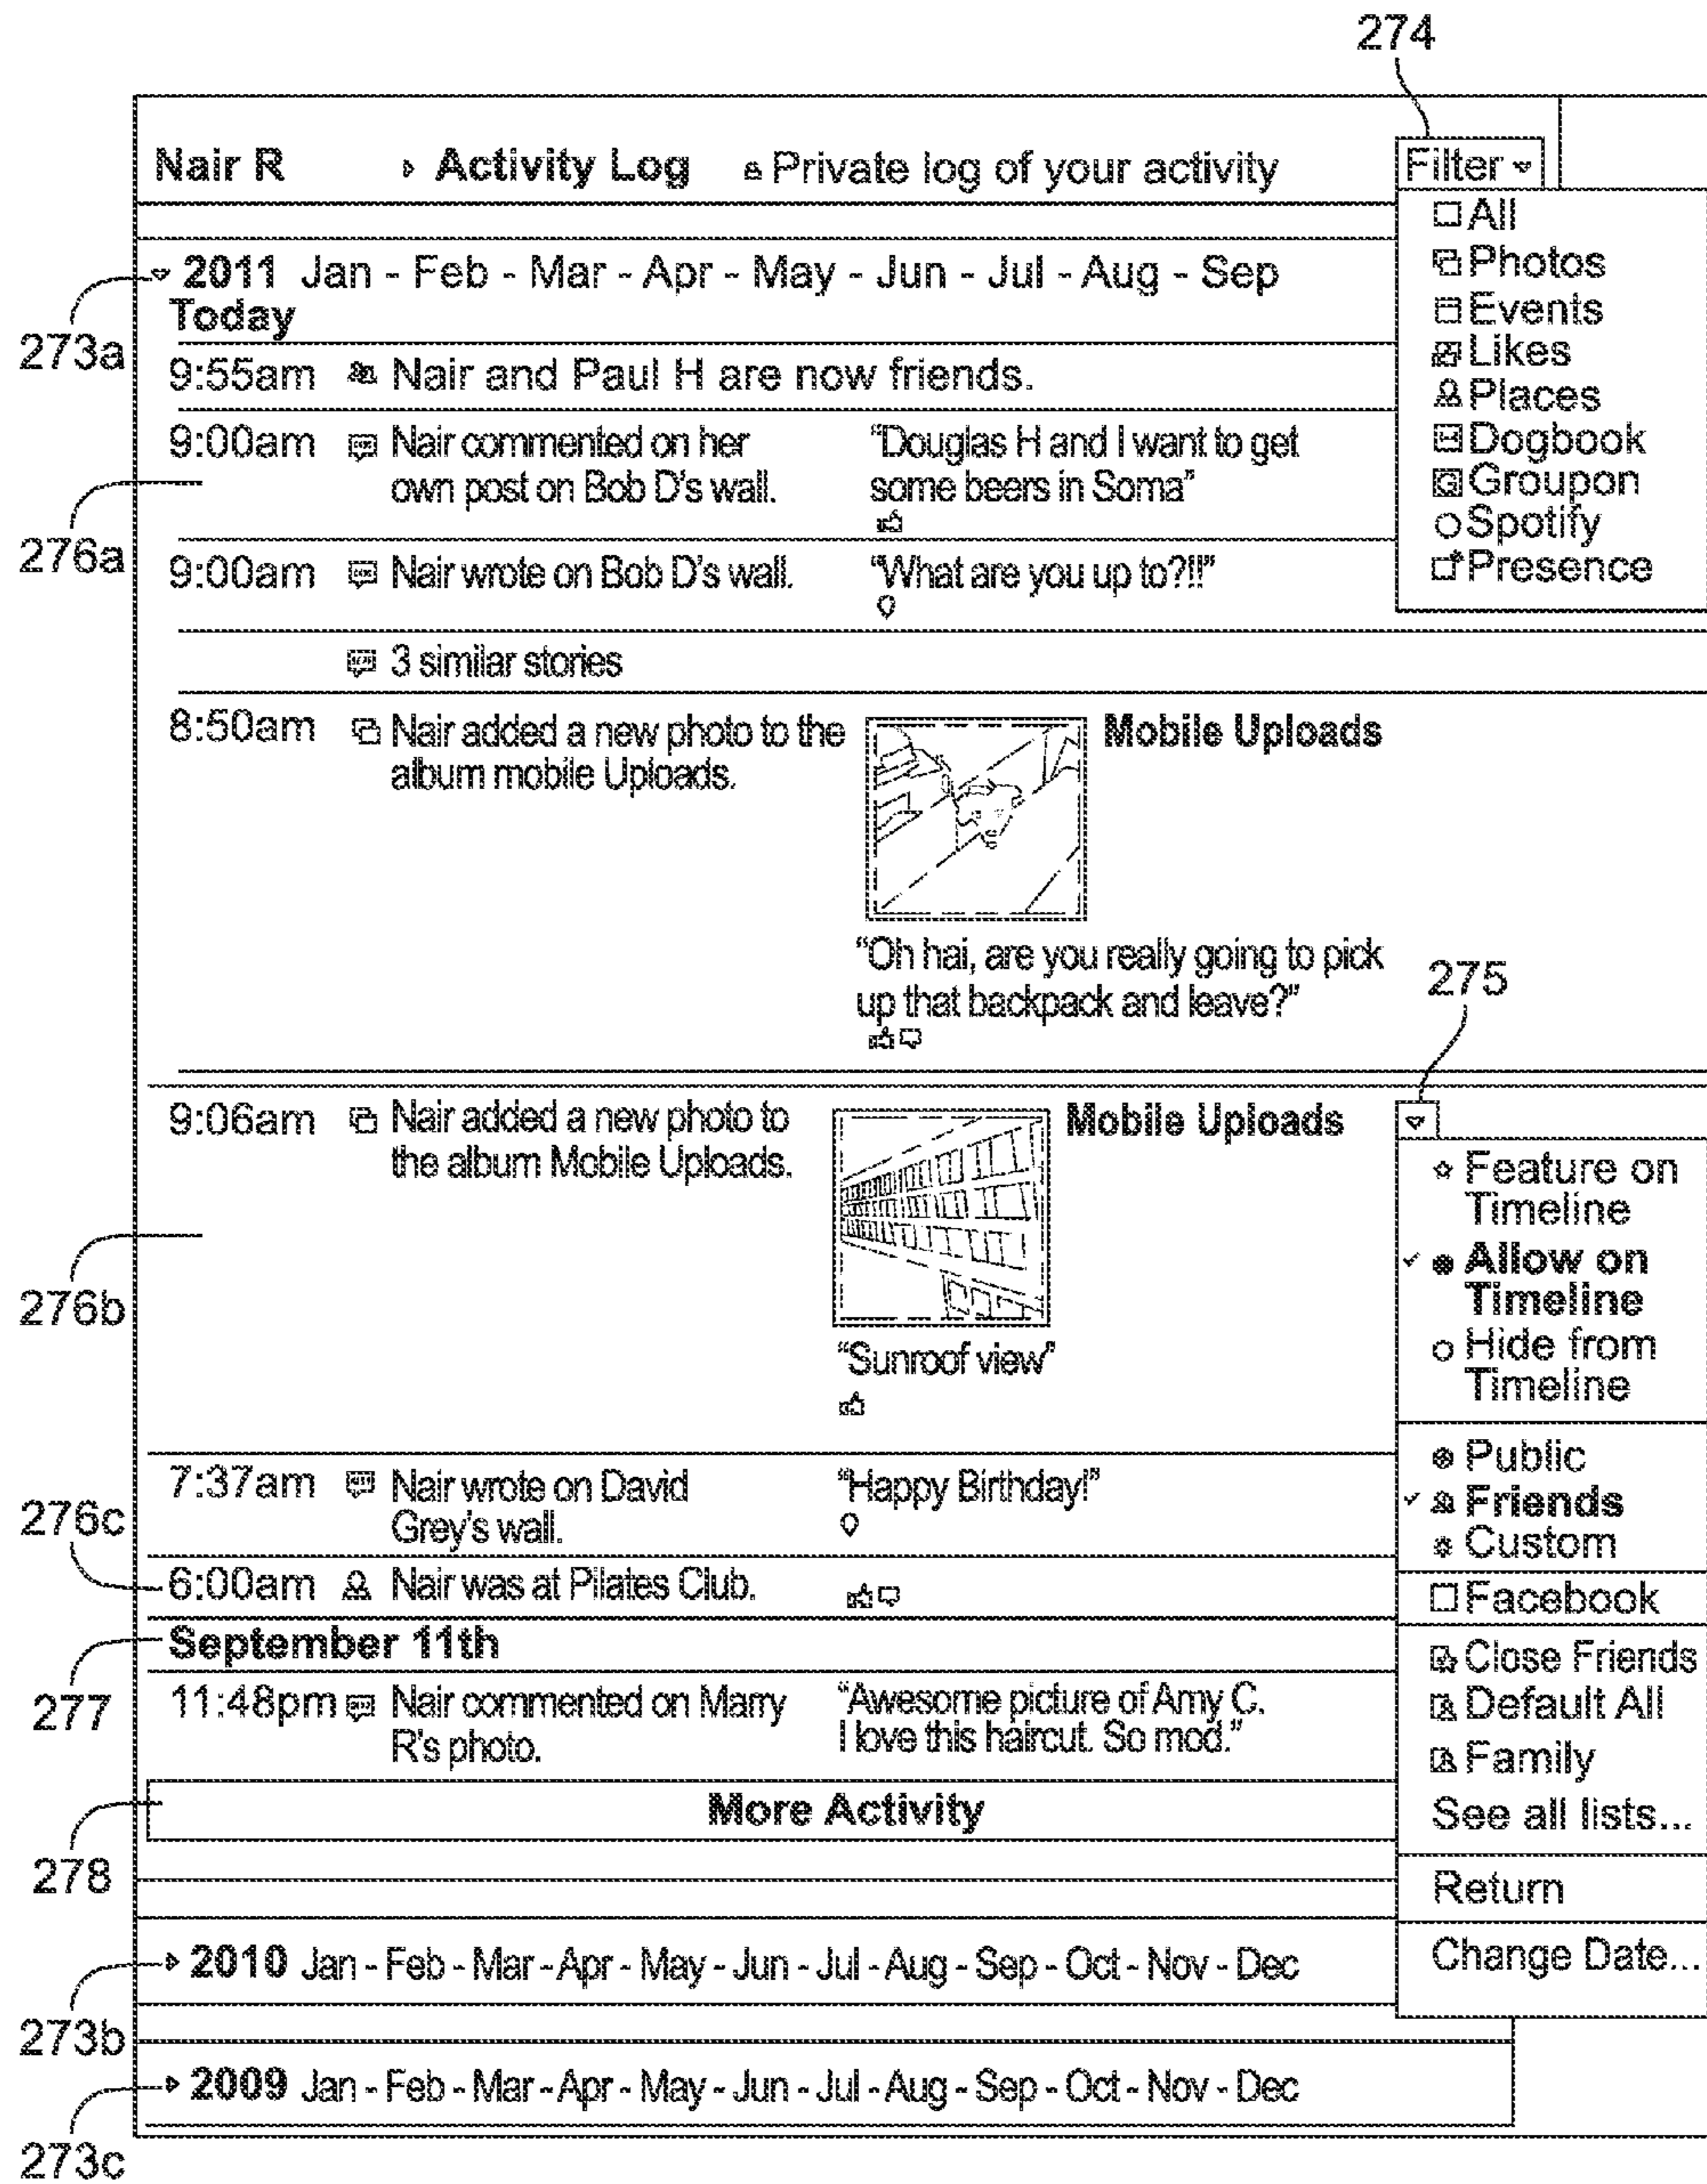 274
Nair R Activity Log Private log of your activity Filter
All
Photos
Events
Likes
Places
Dogbook
Groupon
Spotify
Presence
2011 Jan - Feb - Mar - Apr - May - Jun - Jul - Aug - Sep
Today
273a
9:55am Nair and Paul H are now friends.
9:00am Nair commented on her
own post on Bob D's wall.
"Douglas H and I want to get
some beers in Soma"
276a
9:00am Nair wrote on Bob D's wall. "What are you up to?!!"
3 similar stories
8:50am Nair added a new photo to the
album mobile Uploads.
Mobile Uploads
"Oh hai, are you really going to pick
up that backpack and leave?"
275
9:06am Nair added a new photo to
the album Mobile Uploads.
Mobile Uploads
"Sunroof view"
276b
Feature on
Timeline
Allow on
Timeline
Hide from
Timeline
Public
Friends
Custom
Facebook
Close Friends
Default All
Family
See all lists...
Return
Change Date...
7:37am Nair wrote on David
Grey's wall.
"Happy Birthday!"
276c
6:00am Nair was at Pilates Club.
September 11th
277
11:48pm Nair commented on Marry
R's photo.
"Awesome picture of Amy C.
I love this haircut. So mod."
More Activity
278
2010 Jan - Feb - Mar - Apr - May - Jun - Jul - Aug - Sep - Oct - Nov - Dec
273b
2009 Jan - Feb - Mar - Apr - May - Jun - Jul - Aug - Sep - Oct - Nov - Dec
273c